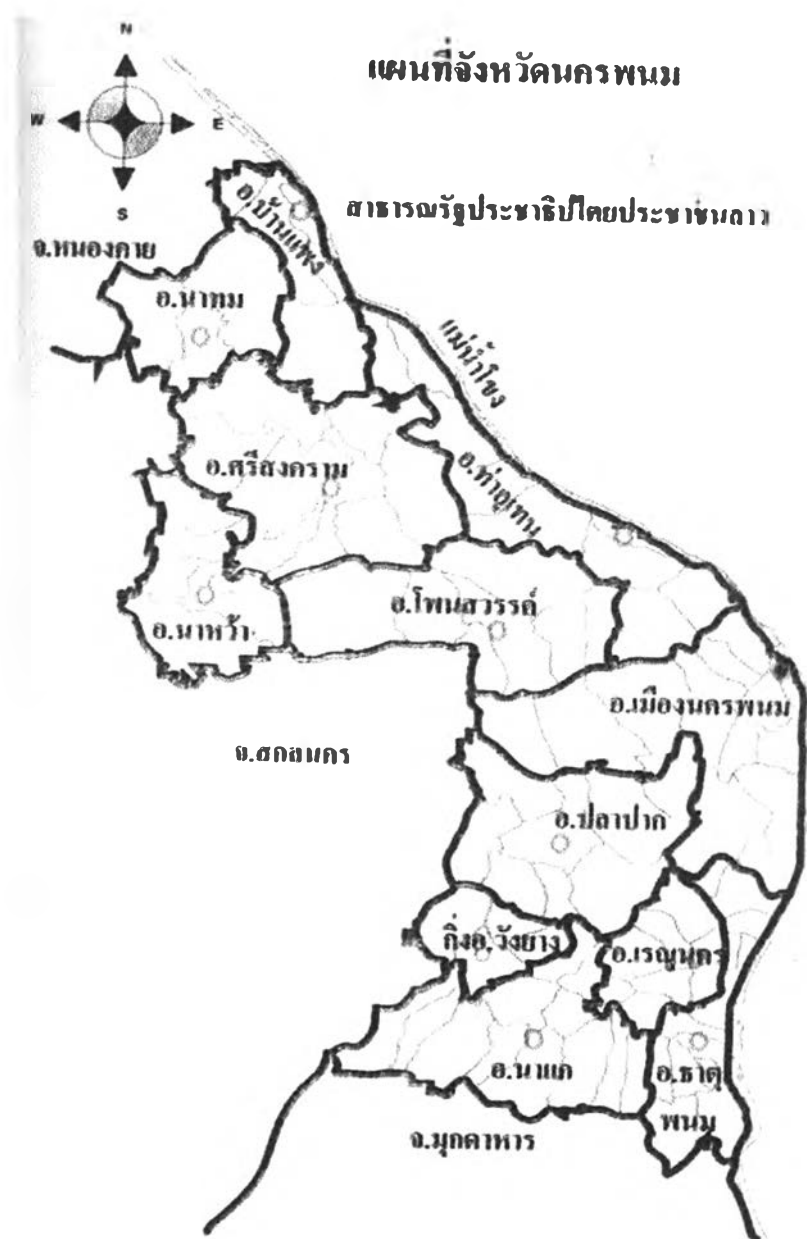 N
แผนที่จังหวัดนครพนม
W
E
S
สาธารณรัฐประชาธิปไตยประชาชนลาว
อ.บ้านแพง
จ.หนองคาย
อ.นาทม
แม่น้ำโขง
อ.ศรีสงคราม
อ.ท่าอุเทน
อ.โพนสวรรค์
อ.นาหว้า
อ.เมืองนครพนม
จ.สกลนคร
อ.ปลาปาก
กิ่งอ.วังยาง
อ.เรณูนคร
อ.นาแก
อ.ธาตุ
พนม
จ.มุกดาหาร